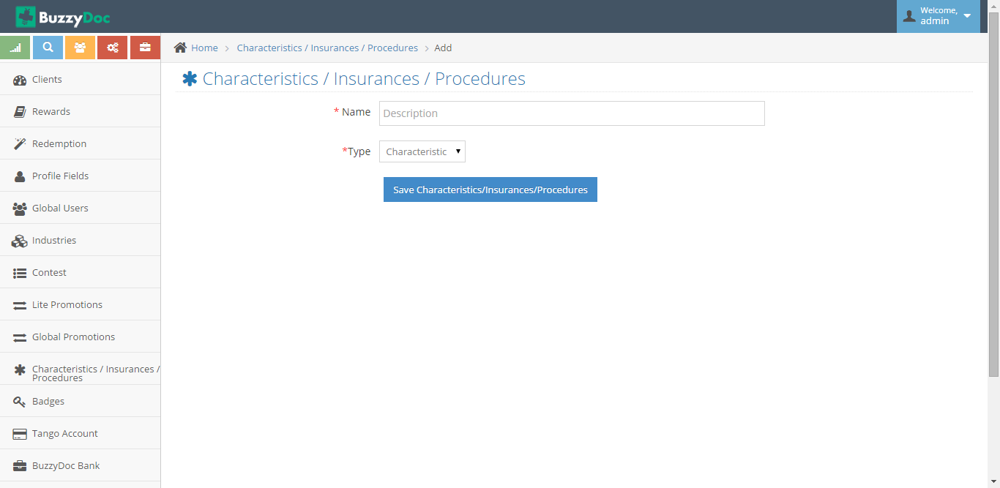 BuzzyDoc
Welcome,
admin
Home > Characteristics / Insurances / Procedures > Add
Characteristics / Insurances / Procedures
* Name
Description
*Type
Characteristic
Save Characteristics/Insurances/Procedures
Clients
Rewards
Redemption
Profile Fields
Global Users
Industries
Contest
Lite Promotions
Global Promotions
Characteristics / Insurances /
Procedures
Badges
Tango Account
BuzzyDoc Bank